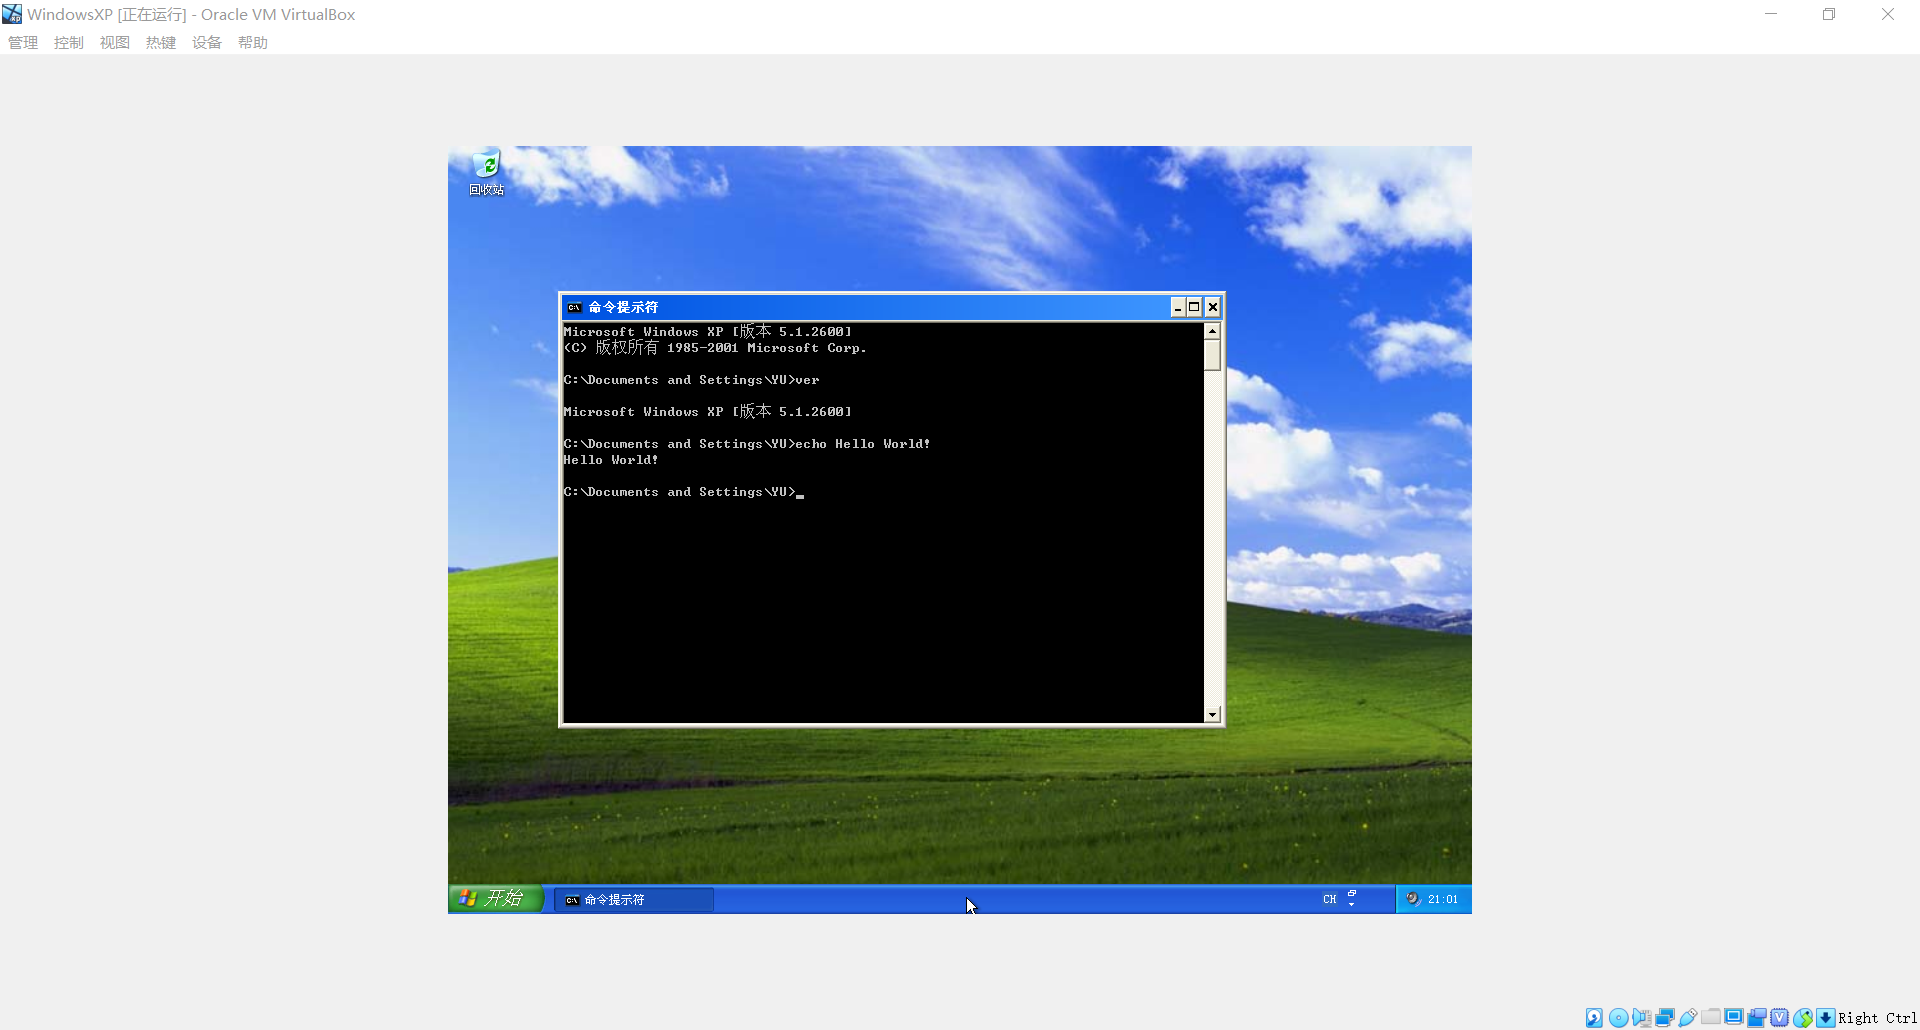 WindowsXP [正在运行] - Oracle VM VirtualBox
管理 控制 视图 热键 设备 帮助
回收站
命令提示符
Microsoft Windows XP [版本 5.1.2600]
(C) 版权所有 1985-2001 Microsoft Corp.
C:\Documents and Settings\YU>ver
Microsoft Windows XP [版本 5.1.2600]
C:\Documents and Settings\YU>echo Hello World!
Hello World!
C:\Documents and Settings\YU>_
开始 命令提示符 CH 21:01
Right Ctrl